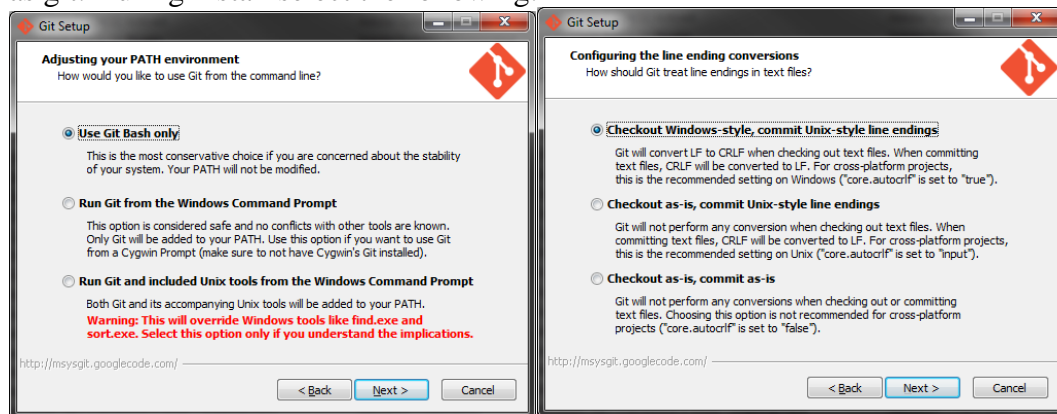 Git Setup
Adjusting your PATH environment
How would you like to use Git from the command line?
Use Git Bash only
This is the most conservative choice if you are concerned about the stability
of your system. Your PATH will not be modified.
Run Git from the Windows Command Prompt
This option is considered safe and no conflicts with other tools are known.
Only Git will be added to your PATH. Use this option if you want to use Git
from a Cygwin Prompt (make sure to not have Cygwin's Git installed).
Run Git and included Unix tools from the Windows Command Prompt
Both Git and its accompanying Unix tools will be added to your PATH.
Warning: This will override Windows tools like find.exe and
sort.exe. Select this option only if you understand the implications.
http://msysgit.googlecode.com/
< Back
Next >
Cancel
Git Setup
Configuring the line ending conversions
How should Git treat line endings in text files?
Checkout Windows-style, commit Unix-style line endings
Git will convert LF to CRLF when checking out text files. When committing
text files, CRLF will be converted to LF. For cross-platform projects,
this is the recommended setting on Windows ("core.autocrlf" is set to "true").
Checkout as-is, commit Unix-style line endings
Git will not perform any conversion when checking out text files. When
committing text files, CRLF will be converted to LF. For cross-platform projects,
this is the recommended setting on Unix ("core.autocrlf" is set to "input").
Checkout as-is, commit as-is
Git will not perform any conversions when checking out or committing
text files. Choosing this option is not recommended for cross-platform
projects ("core.autocrlf" is set to "false").
http://msysgit.googlecode.com/
< Back
Next >
Cancel